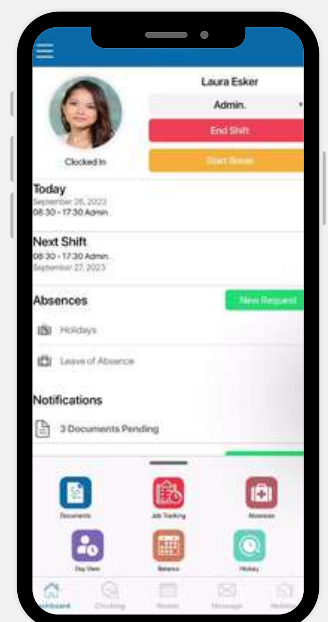 Laura Esker
Admin.
End Shift
Clocked In
Start Break
Today
September 26, 2023
08:30 - 17:30 Admin.
Next Shift
08:30 - 17:30 Admin.
September 27, 2023
Absences
New Request
Holidays
Leave of Absence
Notifications
3 Documents Pending
Documents
Job Tracking
Absences
Day View
Balance
History
Dashboard
Clocking
Roster
Message
Holiday